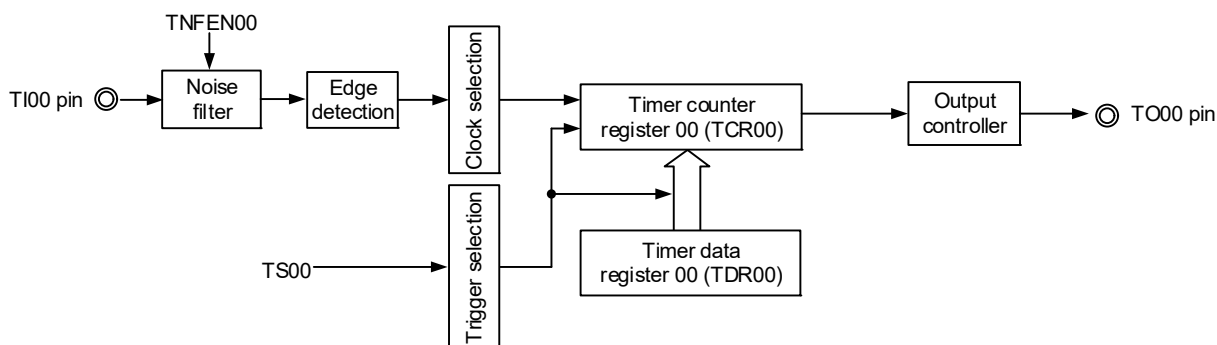 TNFEN00
TI00 pin
Noise
filter
Edge
detection
Clock selection
Timer counter
register 00 (TCR00)
Output
controller
TO00 pin
TS00
Trigger selection
Timer data
register 00 (TDR00)